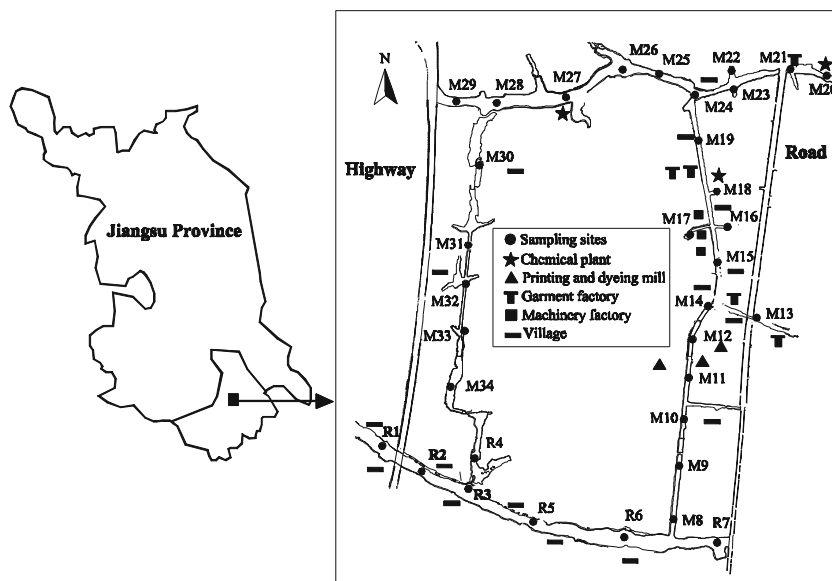 N
M26
M25
M22
M21
M20
M29
M28
M27
M24
M23
M19
Highway
Road
M30
M18
M17
M16
Jiangsu Province
M31
M15
M32
M14
M13
M33
M12
M34
M11
M10
R1
R2
R4
M9
R3
R5
R6
M8
R7
Sampling sites
Chemical plant
Printing and dyeing mill
Garment factory
Machinery factory
Village